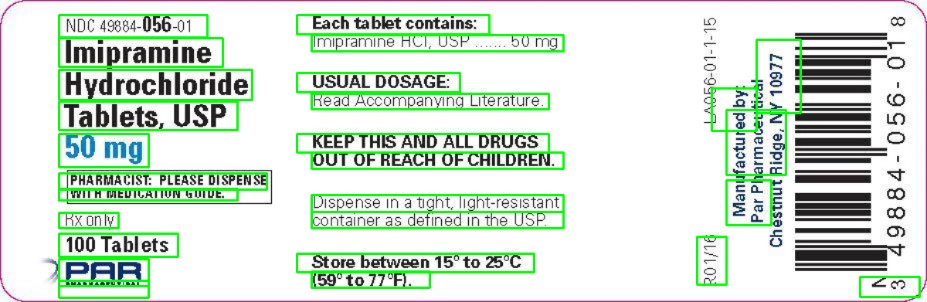 NDC 49884-056-01
Imipramine
Hydrochloride
Tablets, USP
50 mg
PHARMACIST: PLEASE DISPENSE
WITH MEDICATION GUIDE.
Rx only
100 Tablets
PAR
PHARMACEUTICAL
Each tablet contains:
Imipramine HCl, USP ....... 50 mg
USUAL DOSAGE:
Read Accompanying Literature.
KEEP THIS AND ALL DRUGS
OUT OF REACH OF CHILDREN.
Dispense in a tight, light-resistant
container as defined in the USP.
Store between 15° to 25°C
(59° to 77°F).
LA056-01-1-15
R01/16
Manufactured by:
Par Pharmaceutical
Chestnut Ridge, NY 10977
N
3 49884-056-01 8